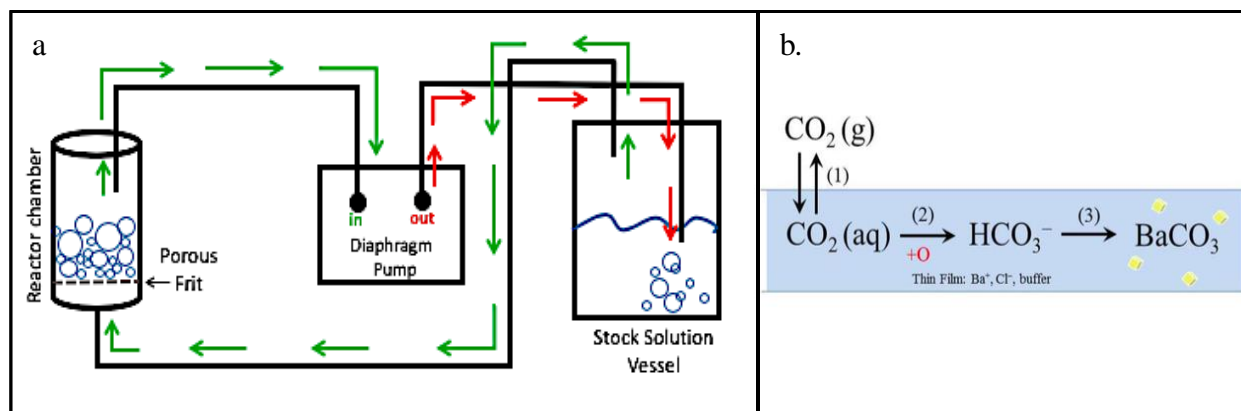 a
Reactor chamber
Porous
Frit
in
out
Diaphragm
Pump
Stock Solution
Vessel
b.
CO₂ (g)
(1)
CO₂ (aq) (2) HCO₃⁻ (3) BaCO₃
+O
Thin Film: Ba⁺, Cl⁻, buffer